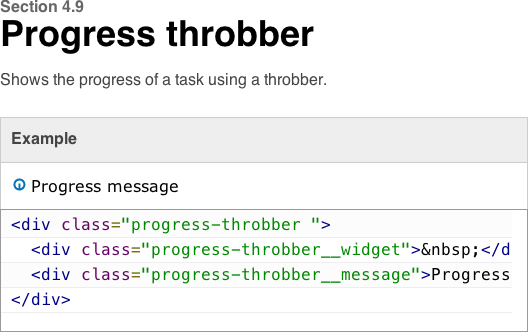 Section 4.9
Progress throbber
Shows the progress of a task using a throbber.
Example
Progress message
<div class="progress-throbber ">
  <div class="progress-throbber__widget">&nbsp;</d
  <div class="progress-throbber__message">Progress
</div>